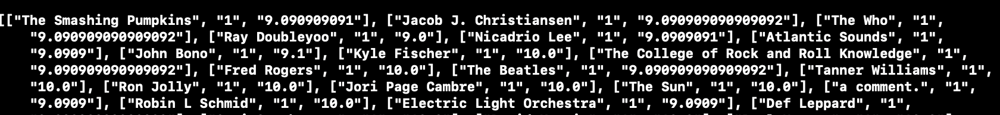 [["The Smashing Pumpkins", "1", "9.090909091"], ["Jacob J. Christiansen", "1", "9.090909090909092"], ["The Who", "1",
"9.090909090909092"], ["Ray Doubleyoo", "1", "9.0"], ["Nicadrio Lee", "1", "9.0909091"], ["Atlantic Sounds", "1",
"9.0909"], ["John Bono", "1", "9.1"], ["Kyle Fischer", "1", "10.0"], ["The College of Rock and Roll Knowledge", "1",
"9.090909090909092"], ["Fred Rogers", "1", "10.0"], ["The Beatles", "1", "9.090909090909092"], ["Tanner Williams", "1",
"10.0"], ["Ron Jolly", "1", "10.0"], ["Jori Page Cambre", "1", "10.0"], ["The Sun", "1", "10.0"], ["a comment.", "1",
"9.0909"], ["Robin L Schmid", "1", "10.0"], ["Electric Light Orchestra", "1", "9.0909"], ["Def Leppard", "1",